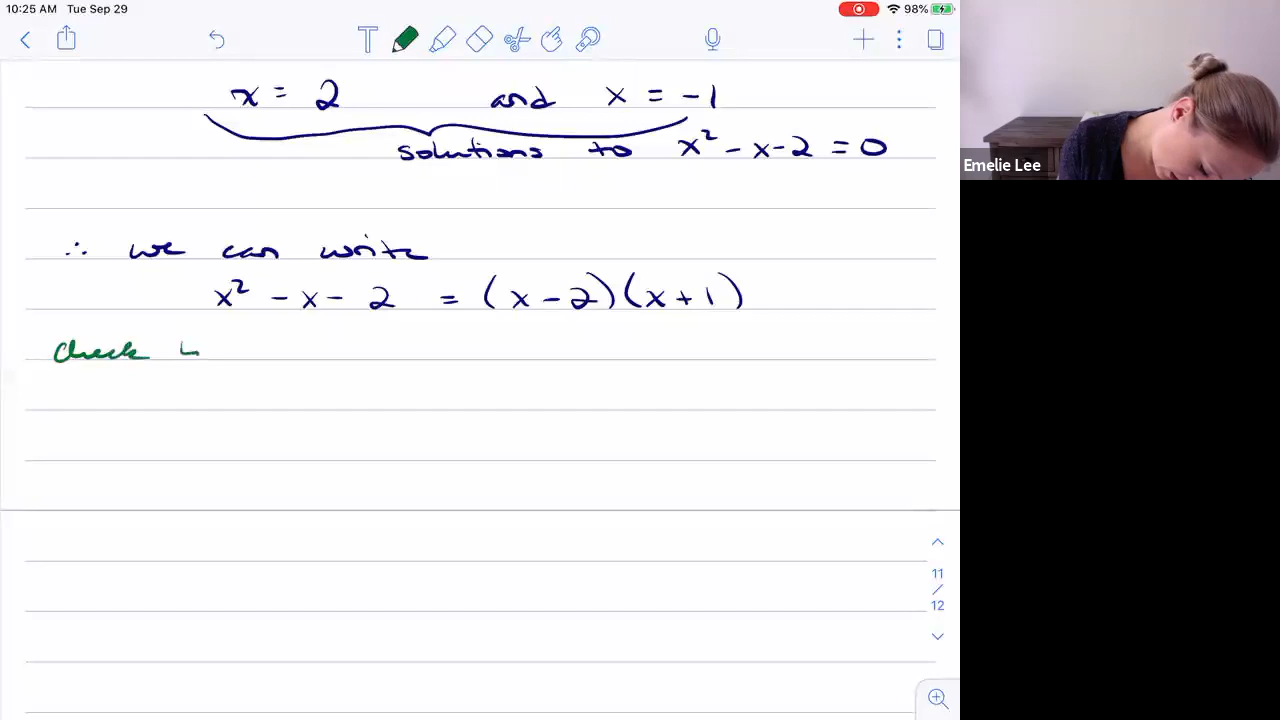 10:25 AM Tue Sep 29
98%
x = 2 and x = -1
solutions to x² - x - 2 = 0
∴ we can write
x² - x - 2 = (x - 2)(x + 1)
Check
Emelie Lee
11
/
12